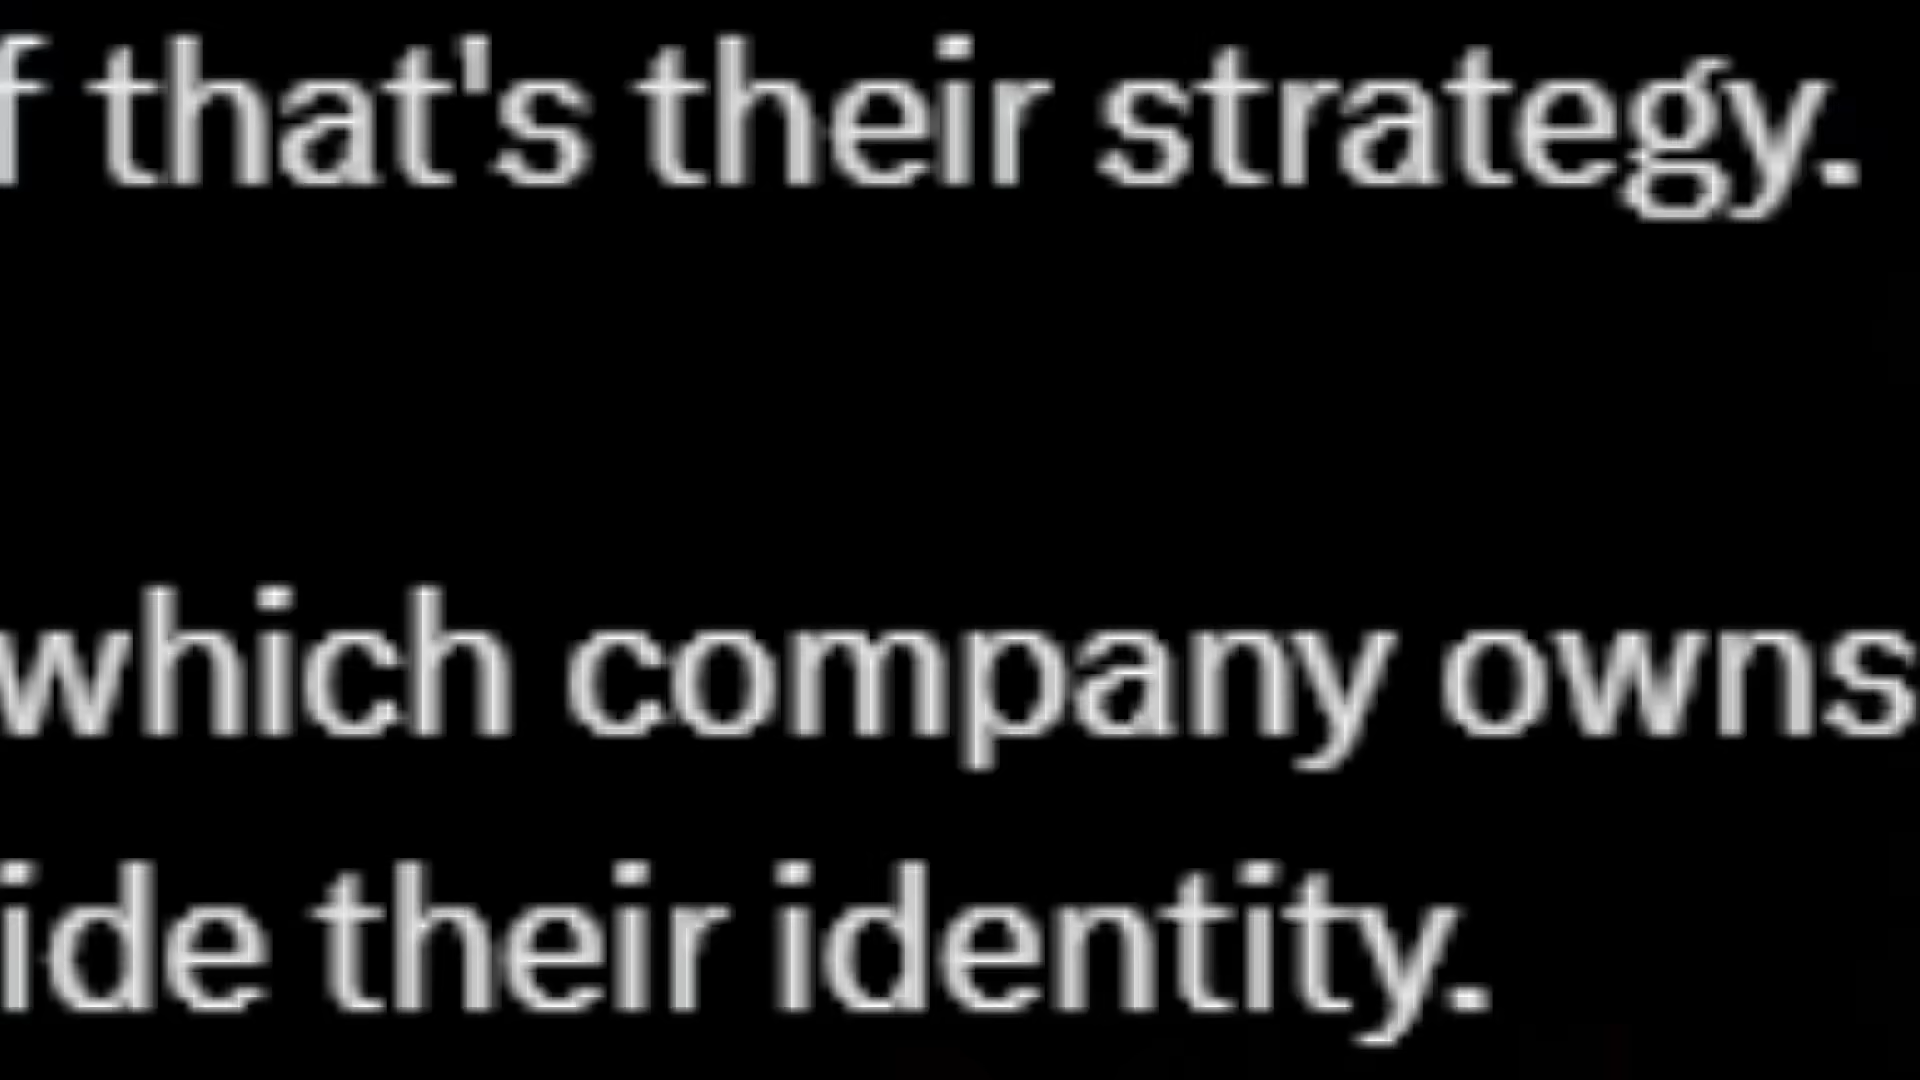 f that's their strategy.
which company owns
ide their identity.